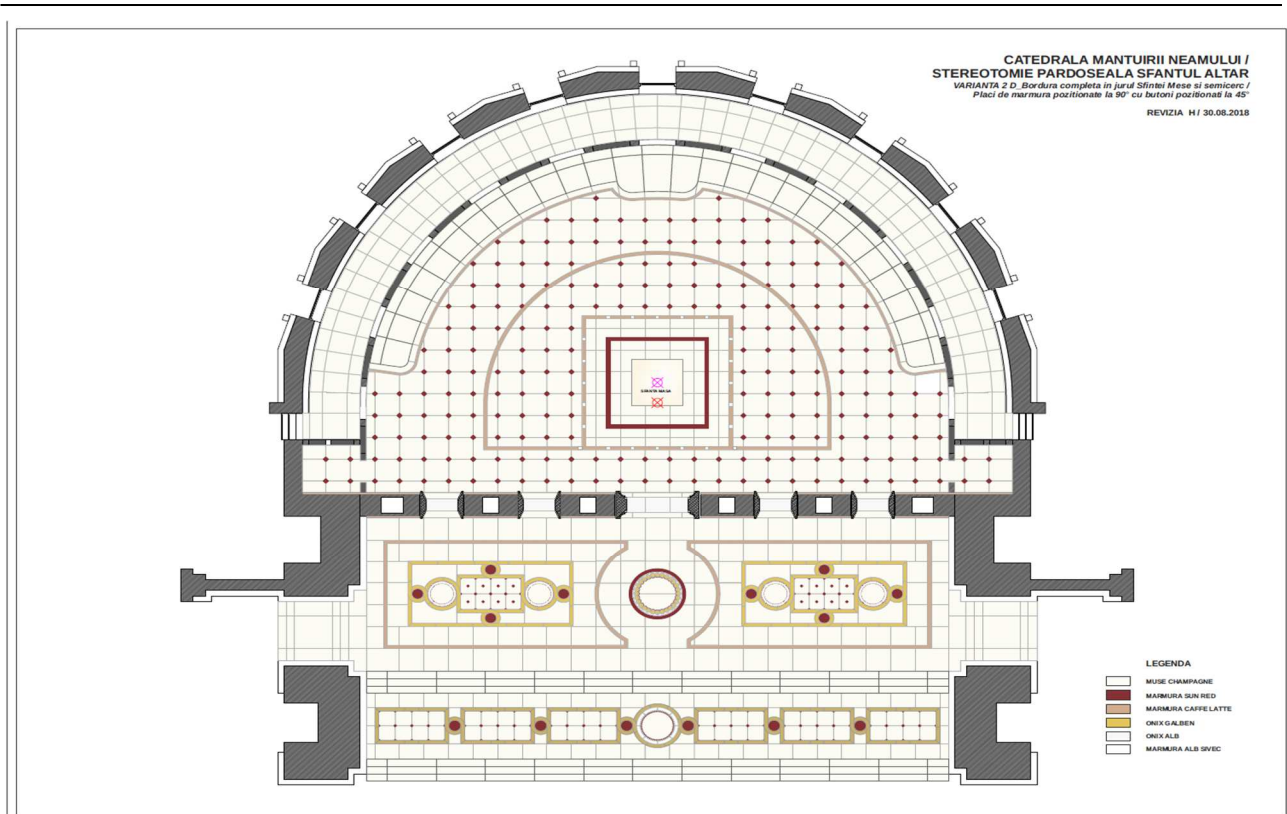 CATEDRALA MANTUIRII NEAMULUI /
STEREOTOMIE PARDOSEALA SFANTUL ALTAR
VARIANTA 2 D_Bordura completa in jurul Sfintei Mese si semicerc /
Placi de marmura pozitionate la 90° cu butoni pozitionati la 45°
REVIZIA H / 30.08.2018
SFANTA MASA
LEGENDA
MUSE CHAMPAGNE
MARMURA SUN RED
MARMURA CAFFE LATTE
ONIX GALBEN
ONIX ALB
MARMURA ALB SIVEC